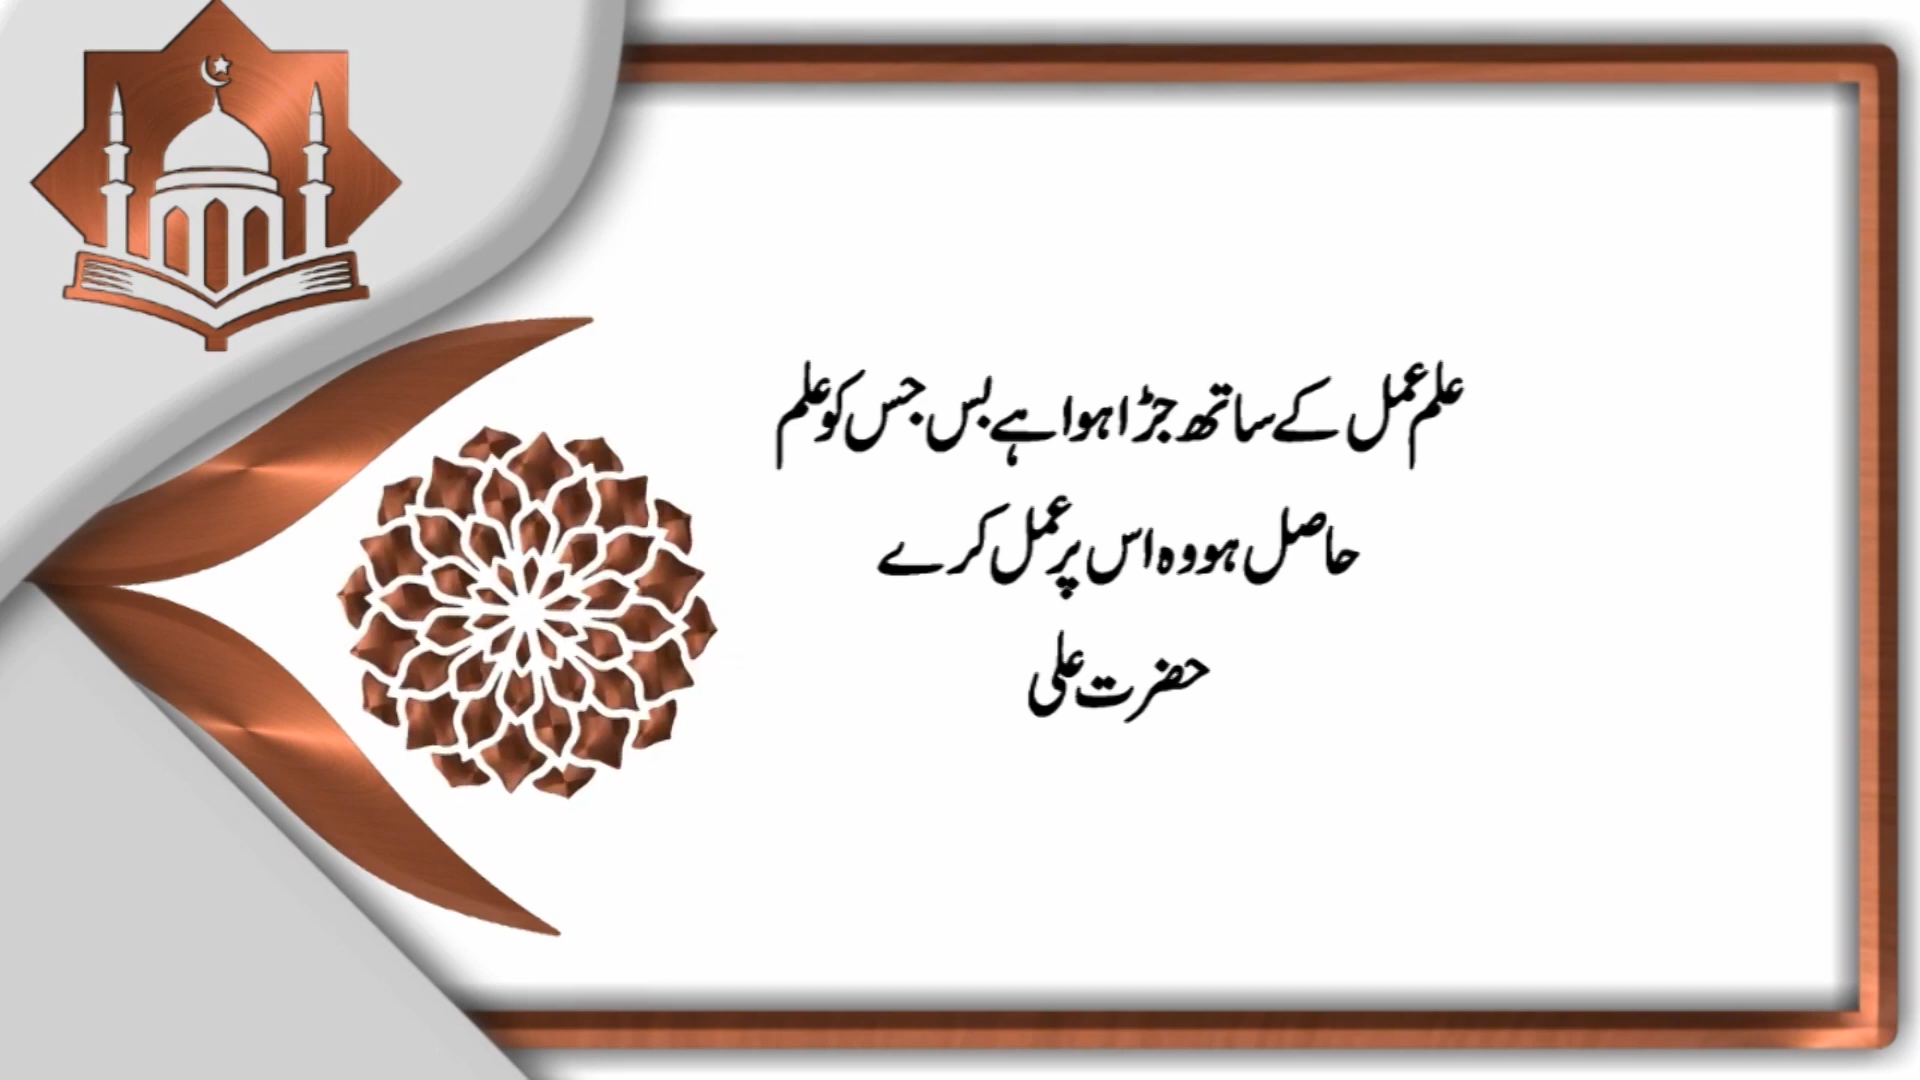 علم عمل کے ساتھ جڑا ہوا ہے بس جس کو علم
حاصل ہو وہ اس پر عمل کرے
حضرت علی